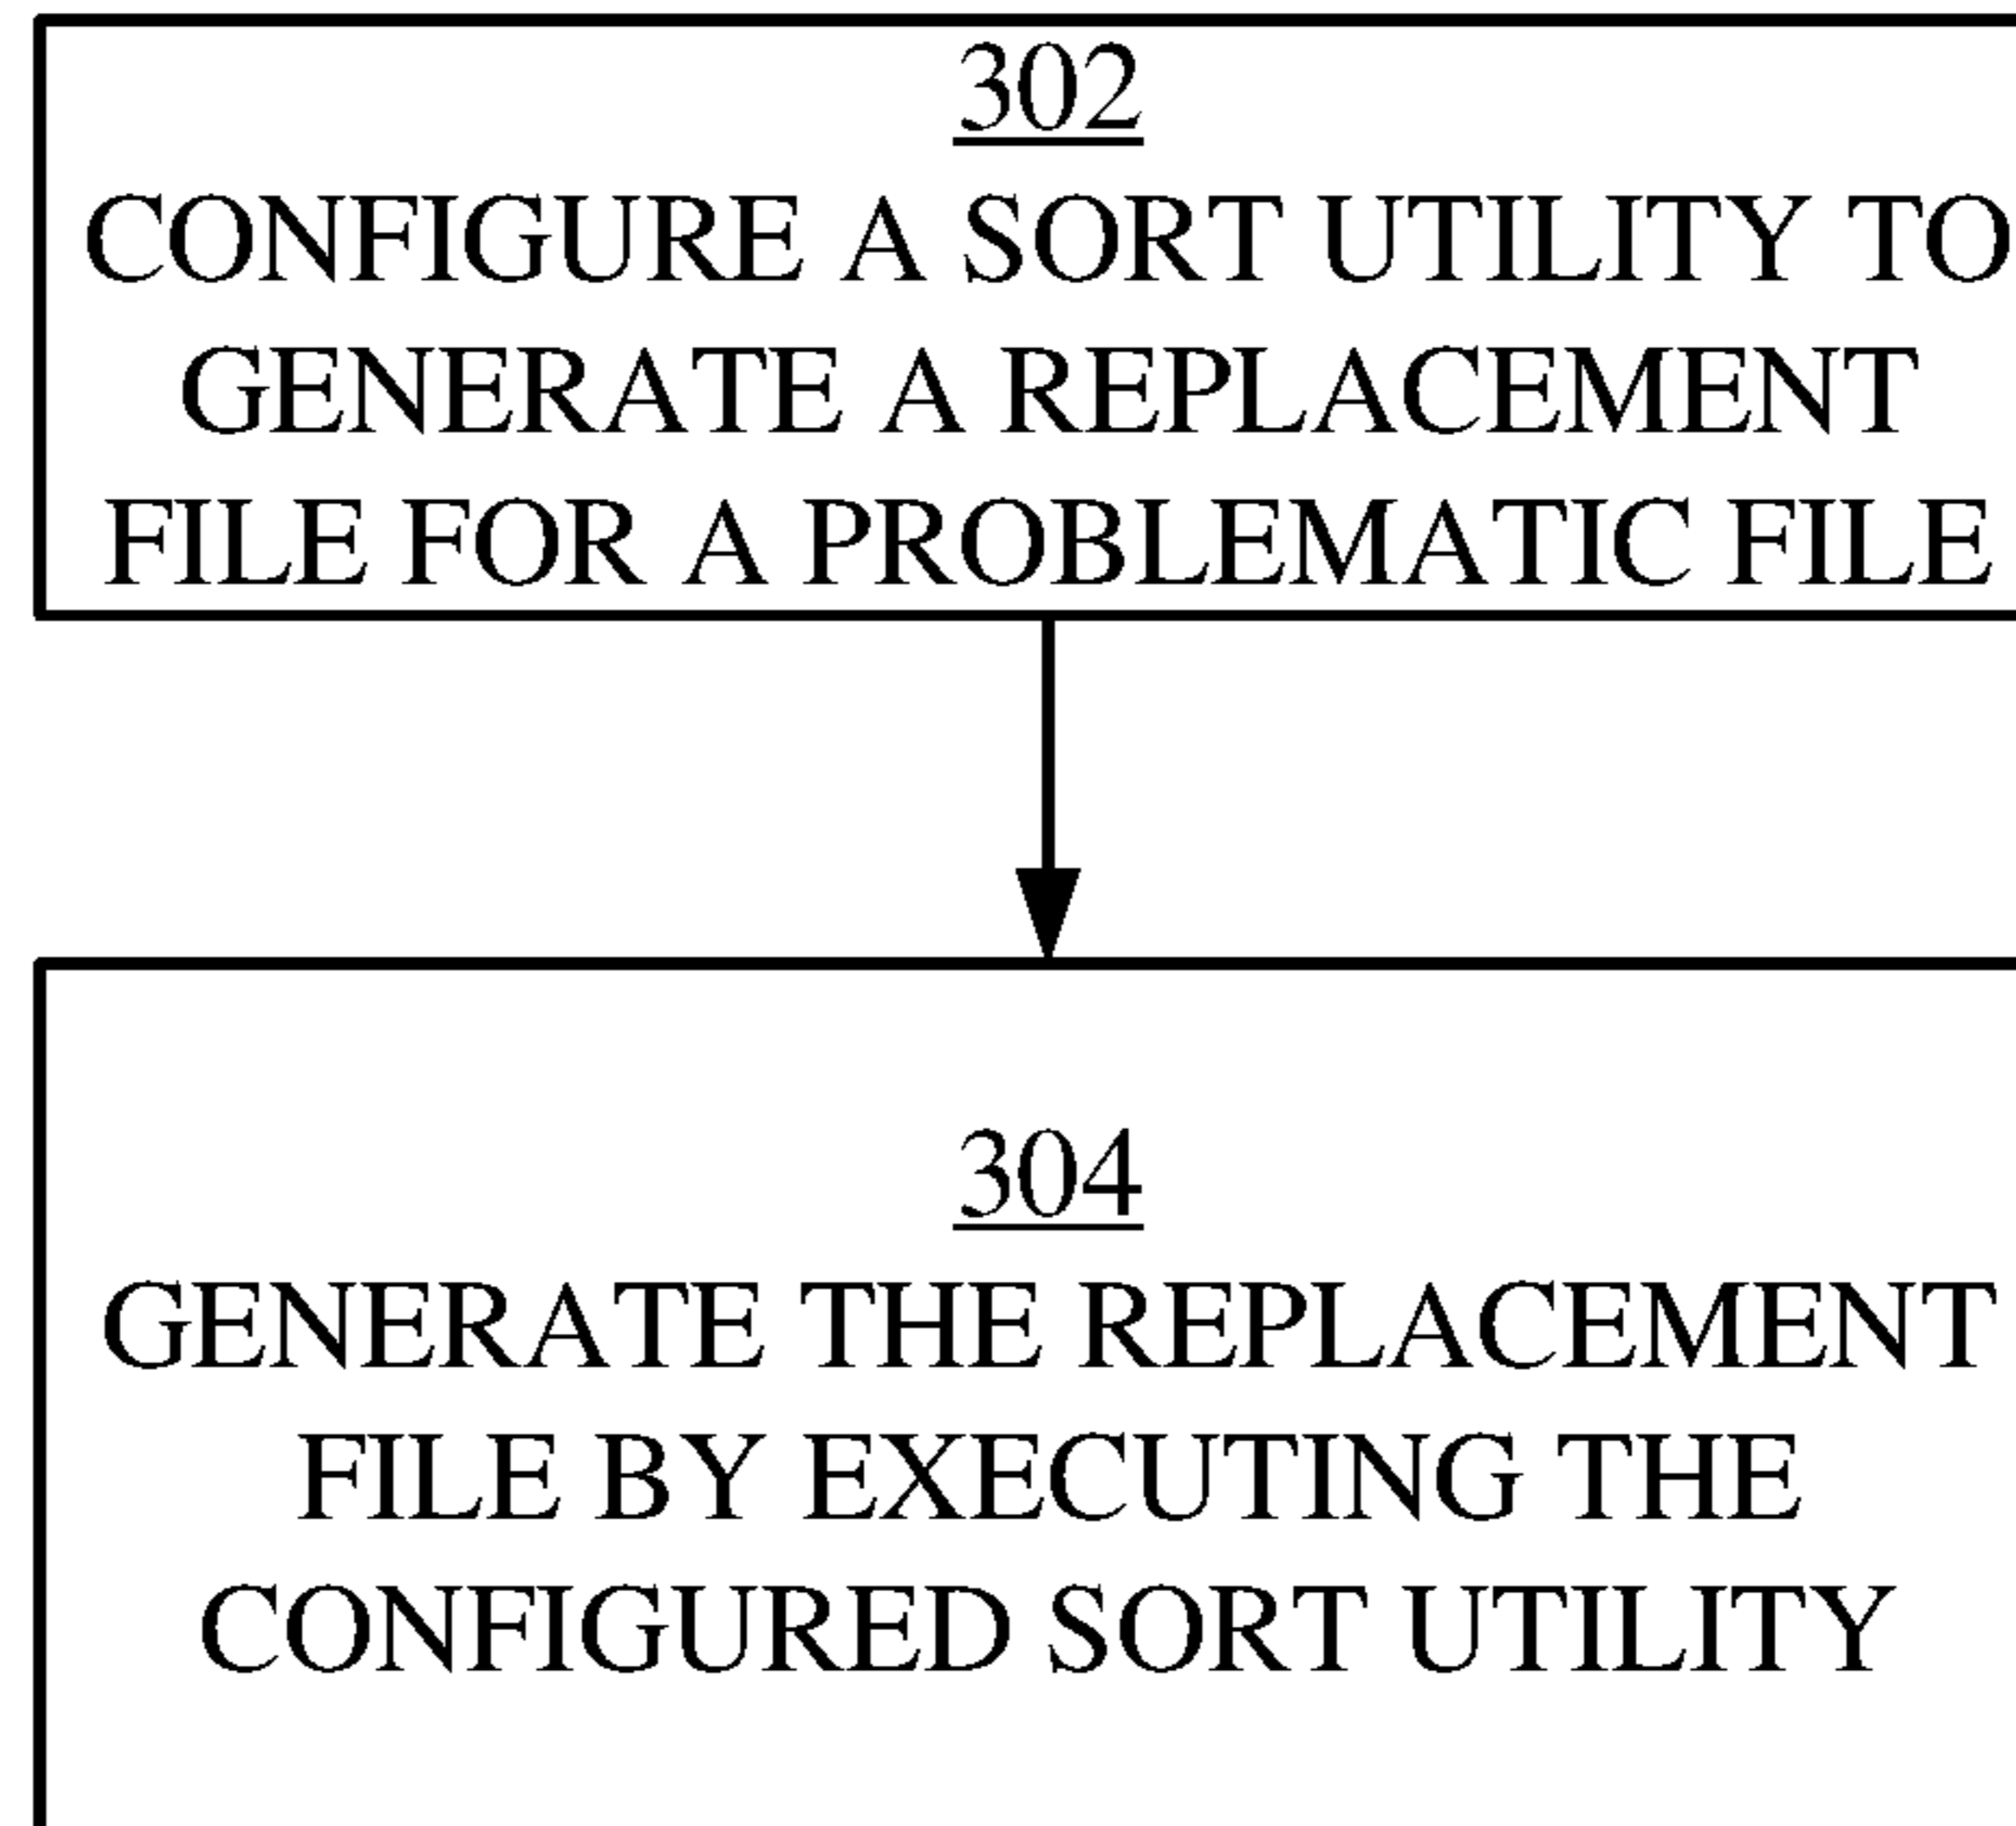 302
CONFIGURE A SORT UTILITY TO
GENERATE A REPLACEMENT
FILE FOR A PROBLEMATIC FILE
304
GENERATE THE REPLACEMENT
FILE BY EXECUTING THE
CONFIGURED SORT UTILITY